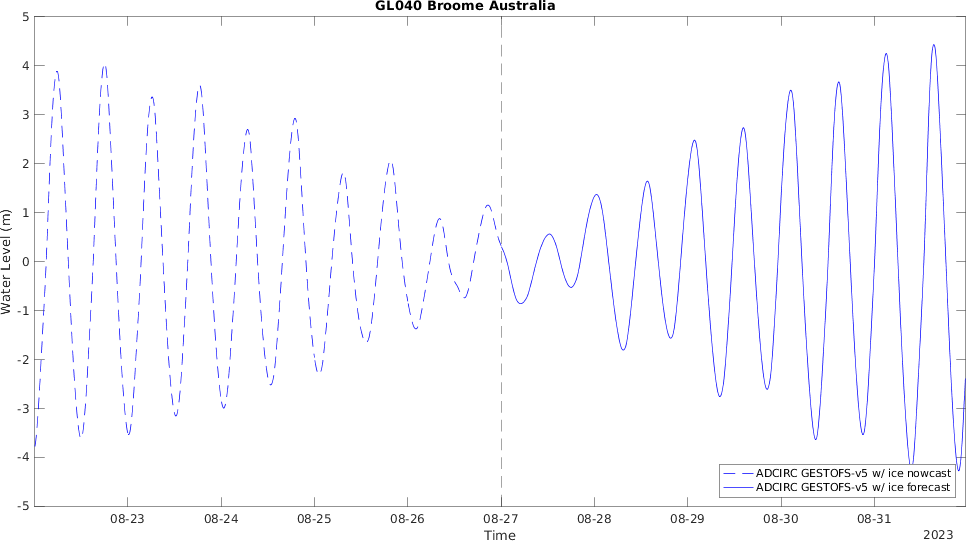 GL040 Broome Australia
5
4
3
2
1
0
-1
-2
-3
-4
-5
Water Level (m)
ADCIRC GESTOFS-v5 w/ ice nowcast
ADCIRC GESTOFS-v5 w/ ice forecast
08-23 08-24 08-25 08-26 08-27 08-28 08-29 08-30 08-31
Time
2023